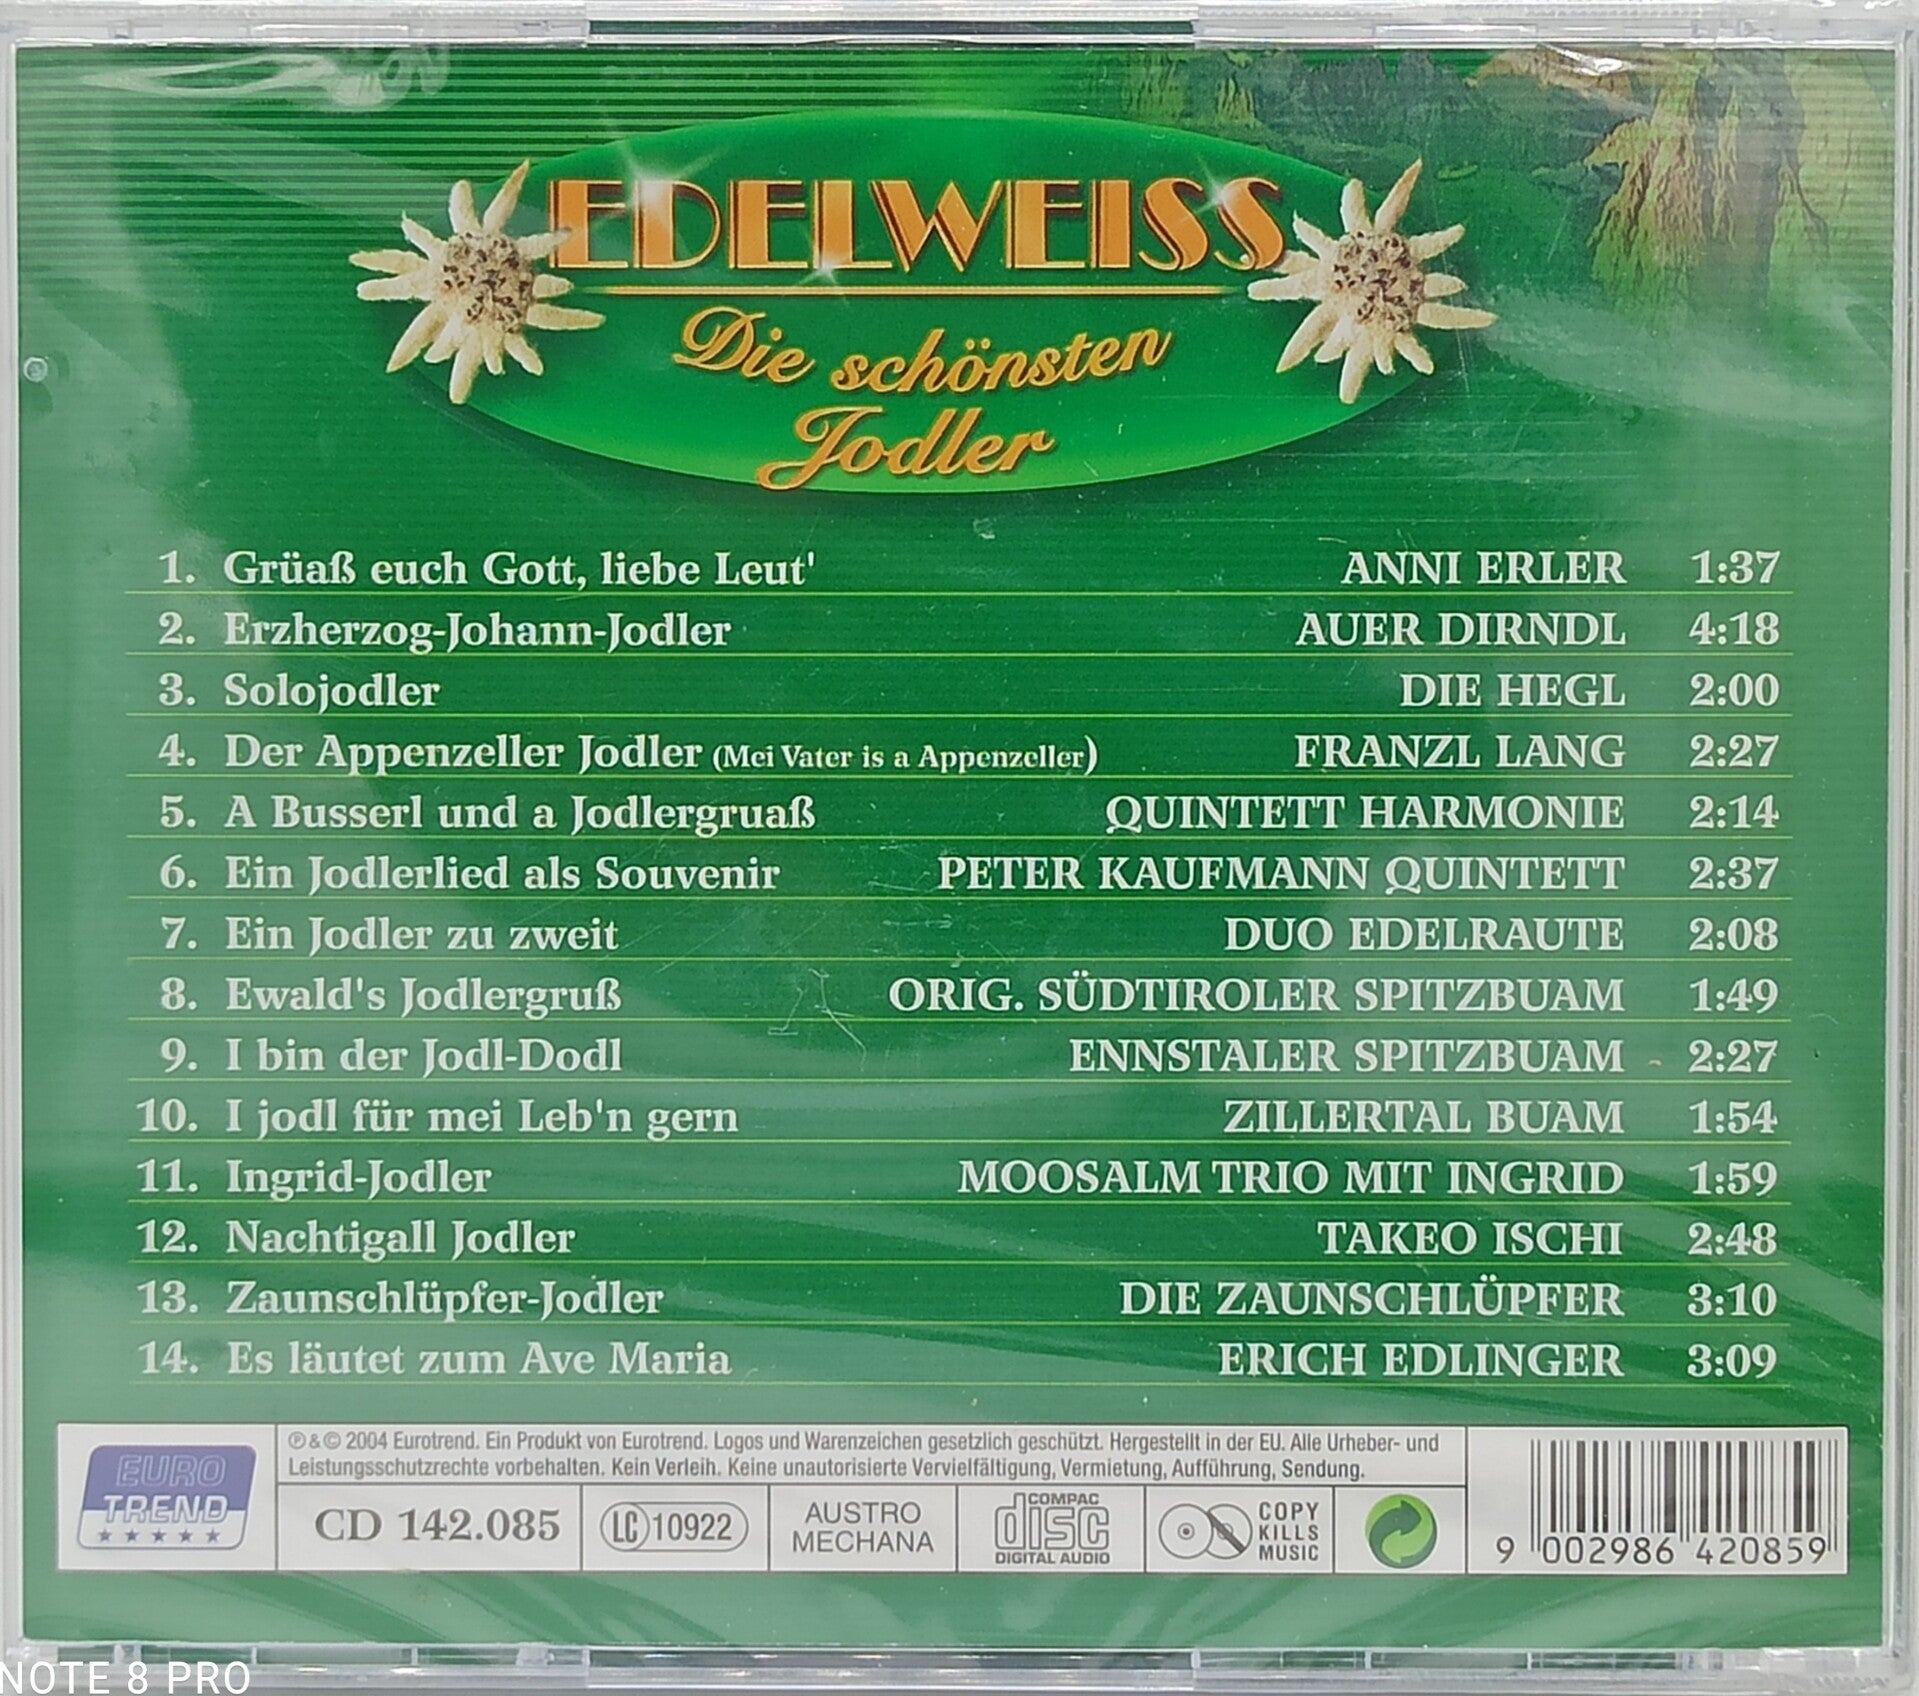 EDELWEISS
Die schönsten
Jodler
1. Grüaß euch Gott, liebe Leut' ANNI ERLER 1:37
2. Erzherzog-Johann-Jodler AUER DIRNDL 4:18
3. Solojodler DIE HEGL 2:00
4. Der Appenzeller Jodler (Mei Vater is a Appenzeller) FRANZL LANG 2:27
5. A Busserl und a Jodlergruaß QUINTETT HARMONIE 2:14
6. Ein Jodlerlied als Souvenir PETER KAUFMANN QUINTETT 2:37
7. Ein Jodler zu zweit DUO EDELRAUTE 2:08
8. Ewald's Jodlergruß ORIG. SÜDTIROLER SPITZBUAM 1:49
9. I bin der Jodl-Dodl ENNSTALER SPITZBUAM 2:27
10. I jodl für mei Leb'n gern ZILLERTAL BUAM 1:54
11. Ingrid-Jodler MOOSALM TRIO MIT INGRID 1:59
12. Nachtigall Jodler TAKEO ISCHI 2:48
13. Zaunschlüpfer-Jodler DIE ZAUNSCHLÜPFER 3:10
14. Es läutet zum Ave Maria ERICH EDLINGER 3:09
EURO
TREND
℗ & © 2004 Eurotrend. Ein Produkt von Eurotrend. Logos und Warenzeichen gesetzlich geschützt. Hergestellt in der EU. Alle Urheber- und
Leistungsschutzrechte vorbehalten. Kein Verleih. Keine unautorisierte Vervielfältigung, Vermietung, Aufführung, Sendung.
CD 142.085
LC 10922
AUSTRO
MECHANA
COMPACT
disc
DIGITAL AUDIO
COPY
KILLS
MUSIC
9 002986 420859
NOTE 8 PRO